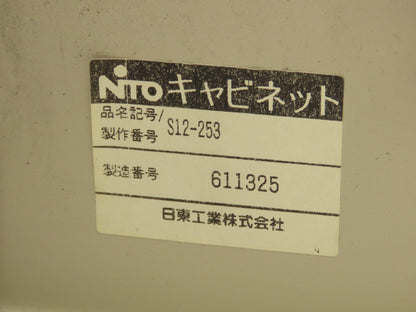 NITO キャビネット
品名記号/
製作番号 S12-253
製造番号 611325
日東工業株式会社